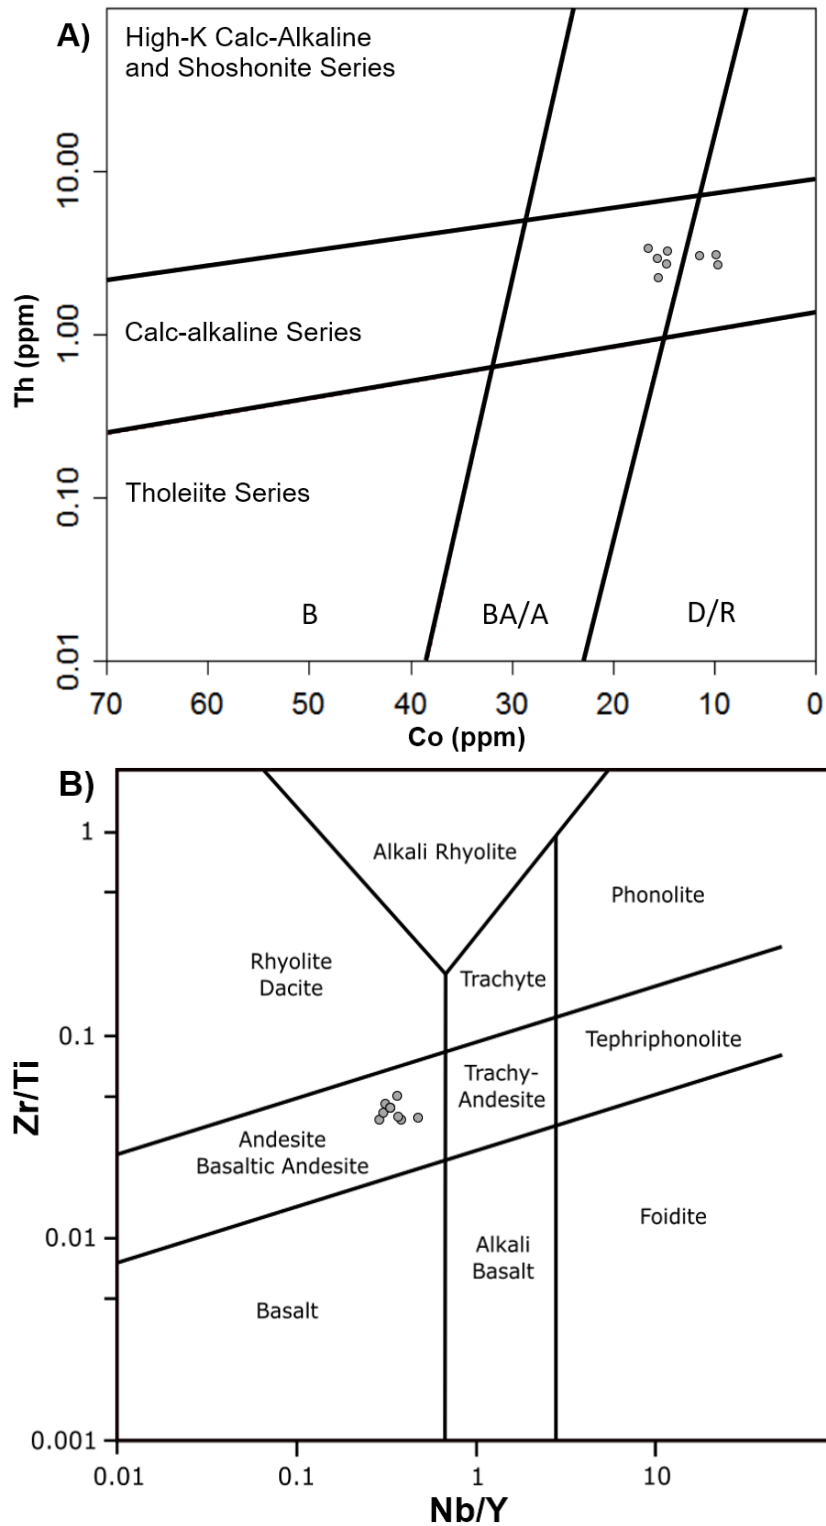 A)
High-K Calc-Alkaline
and Shoshonite Series
10.00
1.00
0.10
0.01
Th (ppm)
Calc-alkaline Series
Tholeiite Series
B
BA/A
D/R
70
60
50
40
30
20
10
0
Co (ppm)
B)
1
0.1
0.01
0.001
Zr/Ti
Alkali Rhyolite
Phonolite
Rhyolite
Dacite
Trachyte
Tephriphonolite
Trachy-
Andesite
Andesite
Basaltic Andesite
Foidite
Alkali
Basalt
Basalt
0.01
0.1
1
10
Nb/Y